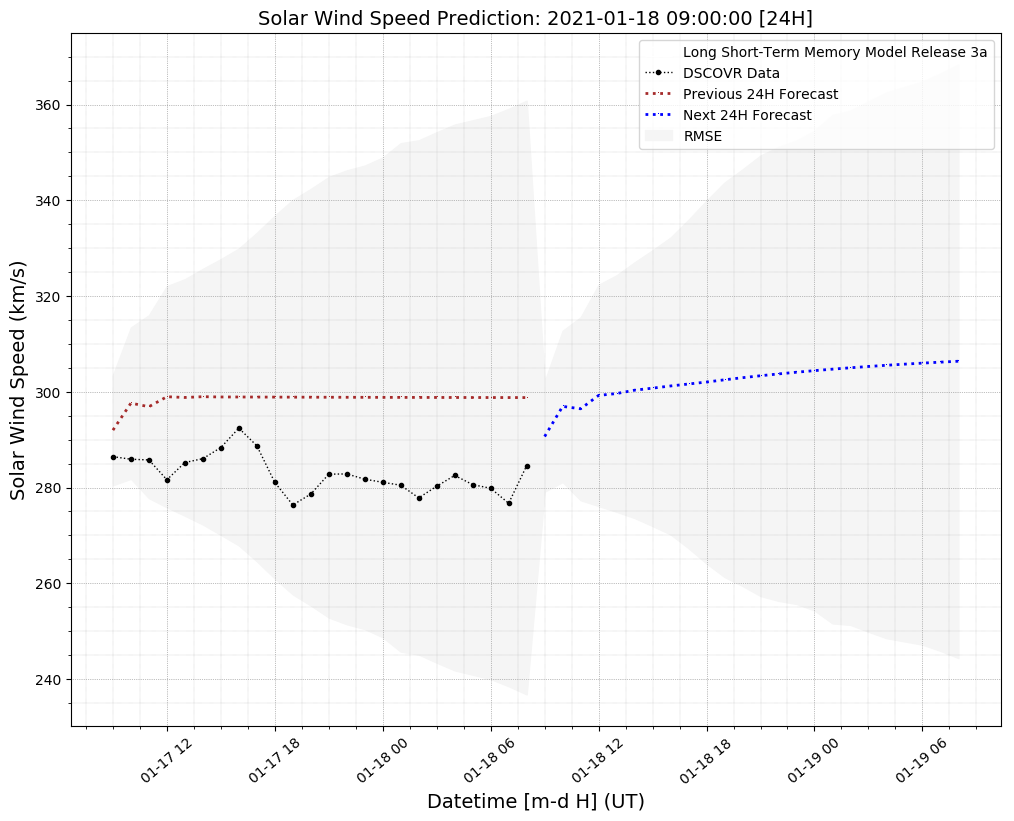 Solar Wind Speed Prediction: 2021-01-18 09:00:00 [24H]
Long Short-Term Memory Model Release 3a
DSCOVR Data
Previous 24H Forecast
Next 24H Forecast
RMSE
Solar Wind Speed (km/s)
360
340
320
300
280
260
240
01-17 12
01-17 18
01-18 00
01-18 06
01-18 12
01-18 18
01-19 00
01-19 06
Datetime [m-d H] (UT)